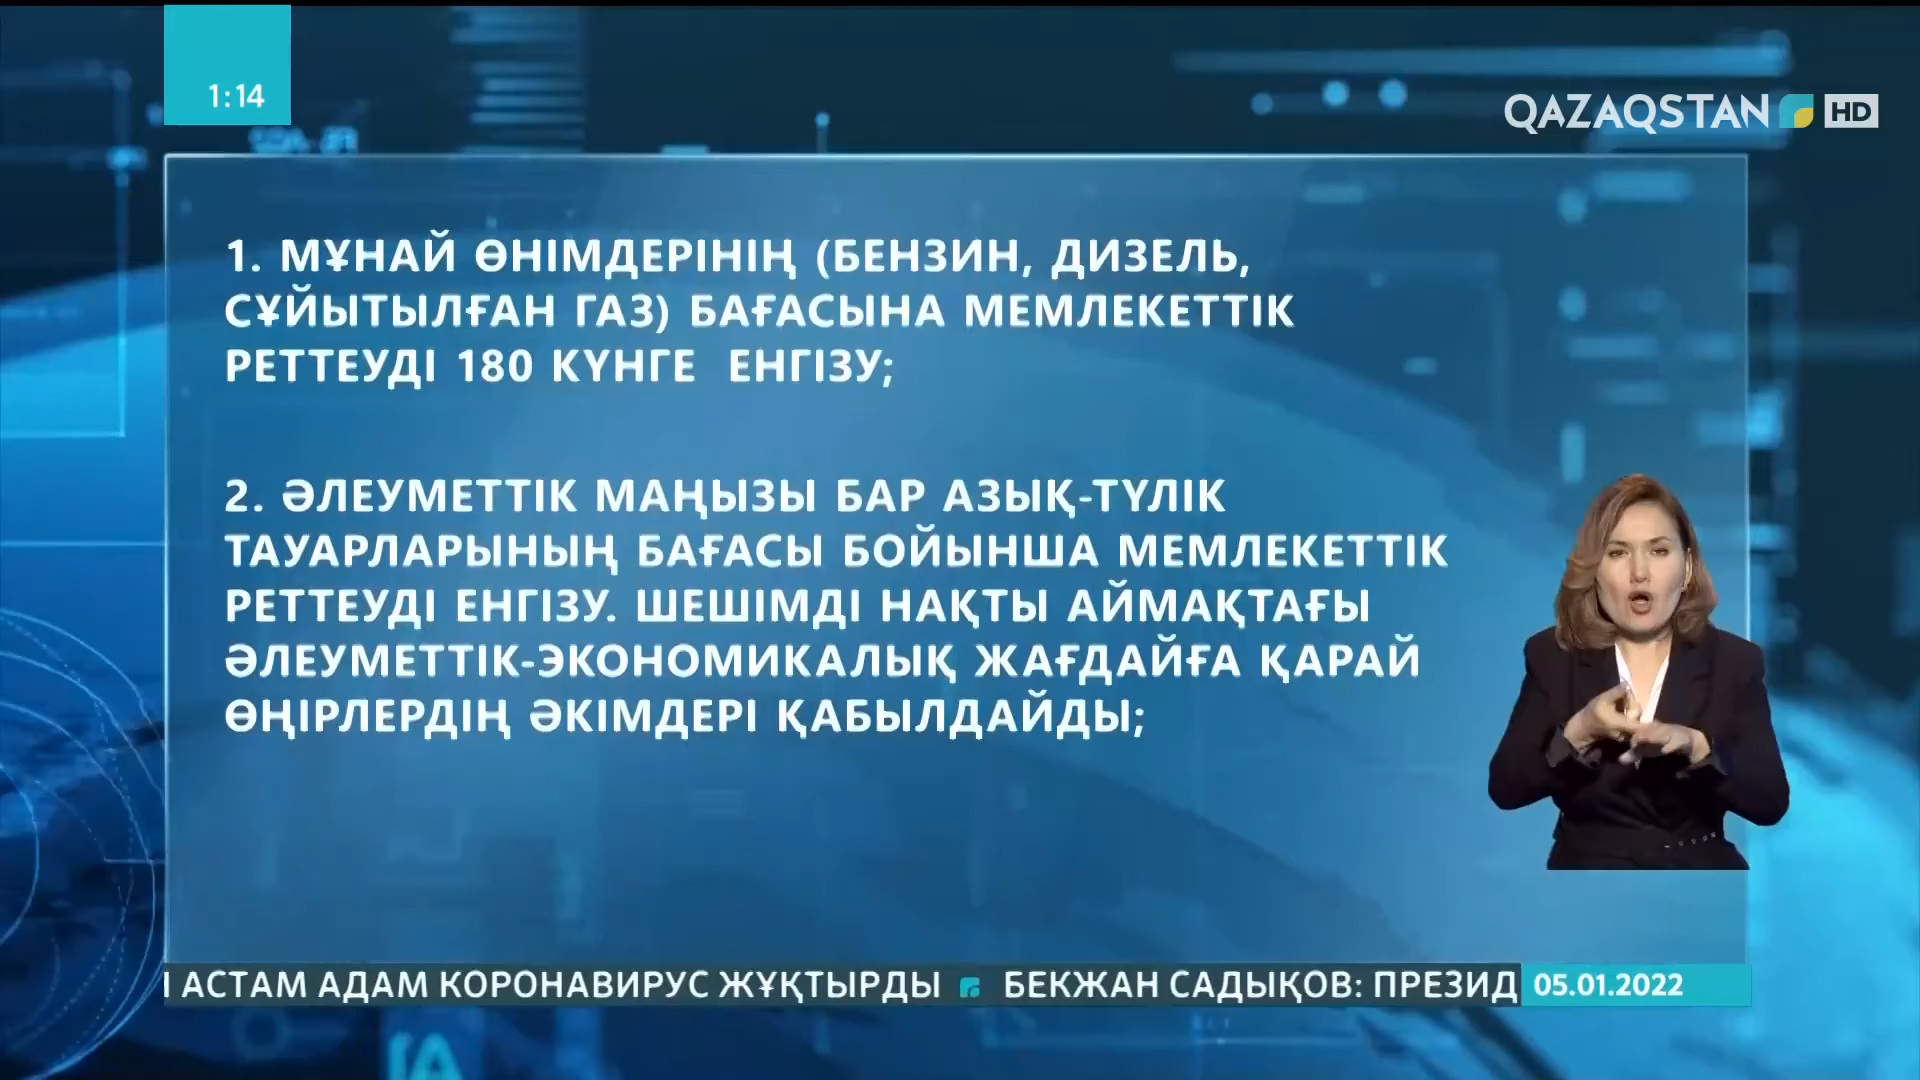 1:14
QAZAQSTAN HD
1. МҰНАЙ ӨНІМДЕРІНІҢ (БЕНЗИН, ДИЗЕЛЬ,
СҰЙЫТЫЛҒАН ГАЗ) БАҒАСЫНА МЕМЛЕКЕТТІК
РЕТТЕУДІ 180 КҮНГЕ ЕНГІЗУ;
2. ӘЛЕУМЕТТІК МАҢЫЗЫ БАР АЗЫҚ-ТҮЛІК
ТАУАРЛАРЫНЫҢ БАҒАСЫ БОЙЫНША МЕМЛЕКЕТТІК
РЕТТЕУДІ ЕНГІЗУ. ШЕШІМДІ НАҚТЫ АЙМАҚТАҒЫ
ӘЛЕУМЕТТІК-ЭКОНОМИКАЛЫҚ ЖАҒДАЙҒА ҚАРАЙ
ӨҢІРЛЕРДІҢ ӘКІМДЕРІ ҚАБЫЛДАЙДЫ;
АСТАМ АДАМ КОРОНАВИРУС ЖҰҚТЫРДЫ БЕКЖАН САДЫҚОВ: ПРЕЗИД 05.01.2022